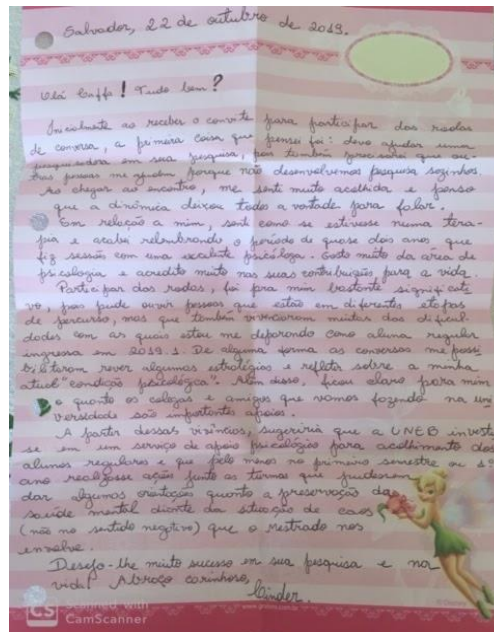 Salvador, 22 de outubro de 2019.
Olá Caffe! Tudo bem?
Inicialmente ao receber o convite para participar das rodas
de conversa, a primeira coisa que pensei foi: devo ajudar uma
pesquisadora em sua pesquisa, pois também precisarei que ou-
tras pessoas me ajudem porque não desenvolvemos pesquisa sozinhos.
Ao chegar ao encontro, me senti muito acolhida e penso
que a dinâmica deixou todos a vontade para falar.
Em relação a mim, senti como se estivesse numa tera-
pia e acabei relembrando o período de quase dois anos que
fiz sessão com uma excelente psicóloga. Gosto muito da área de
psicologia e acredito muito nas suas contribuições para a vida.
Participar das rodas, foi pra mim bastante significati-
vo, pois pude ouvir pessoas que estão em diferentes etapas
de percurso, mas que também vivenciaram muitas das dificul-
dades com as quais estou me deparando como aluna regular
ingressa em 2019.1. De alguma forma as conversas me possi
bilitaram rever algumas estratégias e refletir sobre a minha
atual "condição psicológica". Além disso, ficou claro para mim
o quanto os colegas e amigos que vamos fazendo na uni
versidade são importantes apoios.
A partir dessas vivências, sugeriria que a UNEB investis
se em um serviço de apoio psicológico para acolhimento dos
alunos regulares e que pelo menos no primeiro semestre ou
ano realizasse ações junto as turmas que pudessem
dar algumas orientações quanto a preservação da
saúde mental diante da situação de caos
(não no sentido negativo) que o mestrado nos
envolve.
Desejo-lhe muito sucesso em sua pesquisa e na
vida! Abraço carinhoso,
Cinder.
CS Scanned with
CamScanner